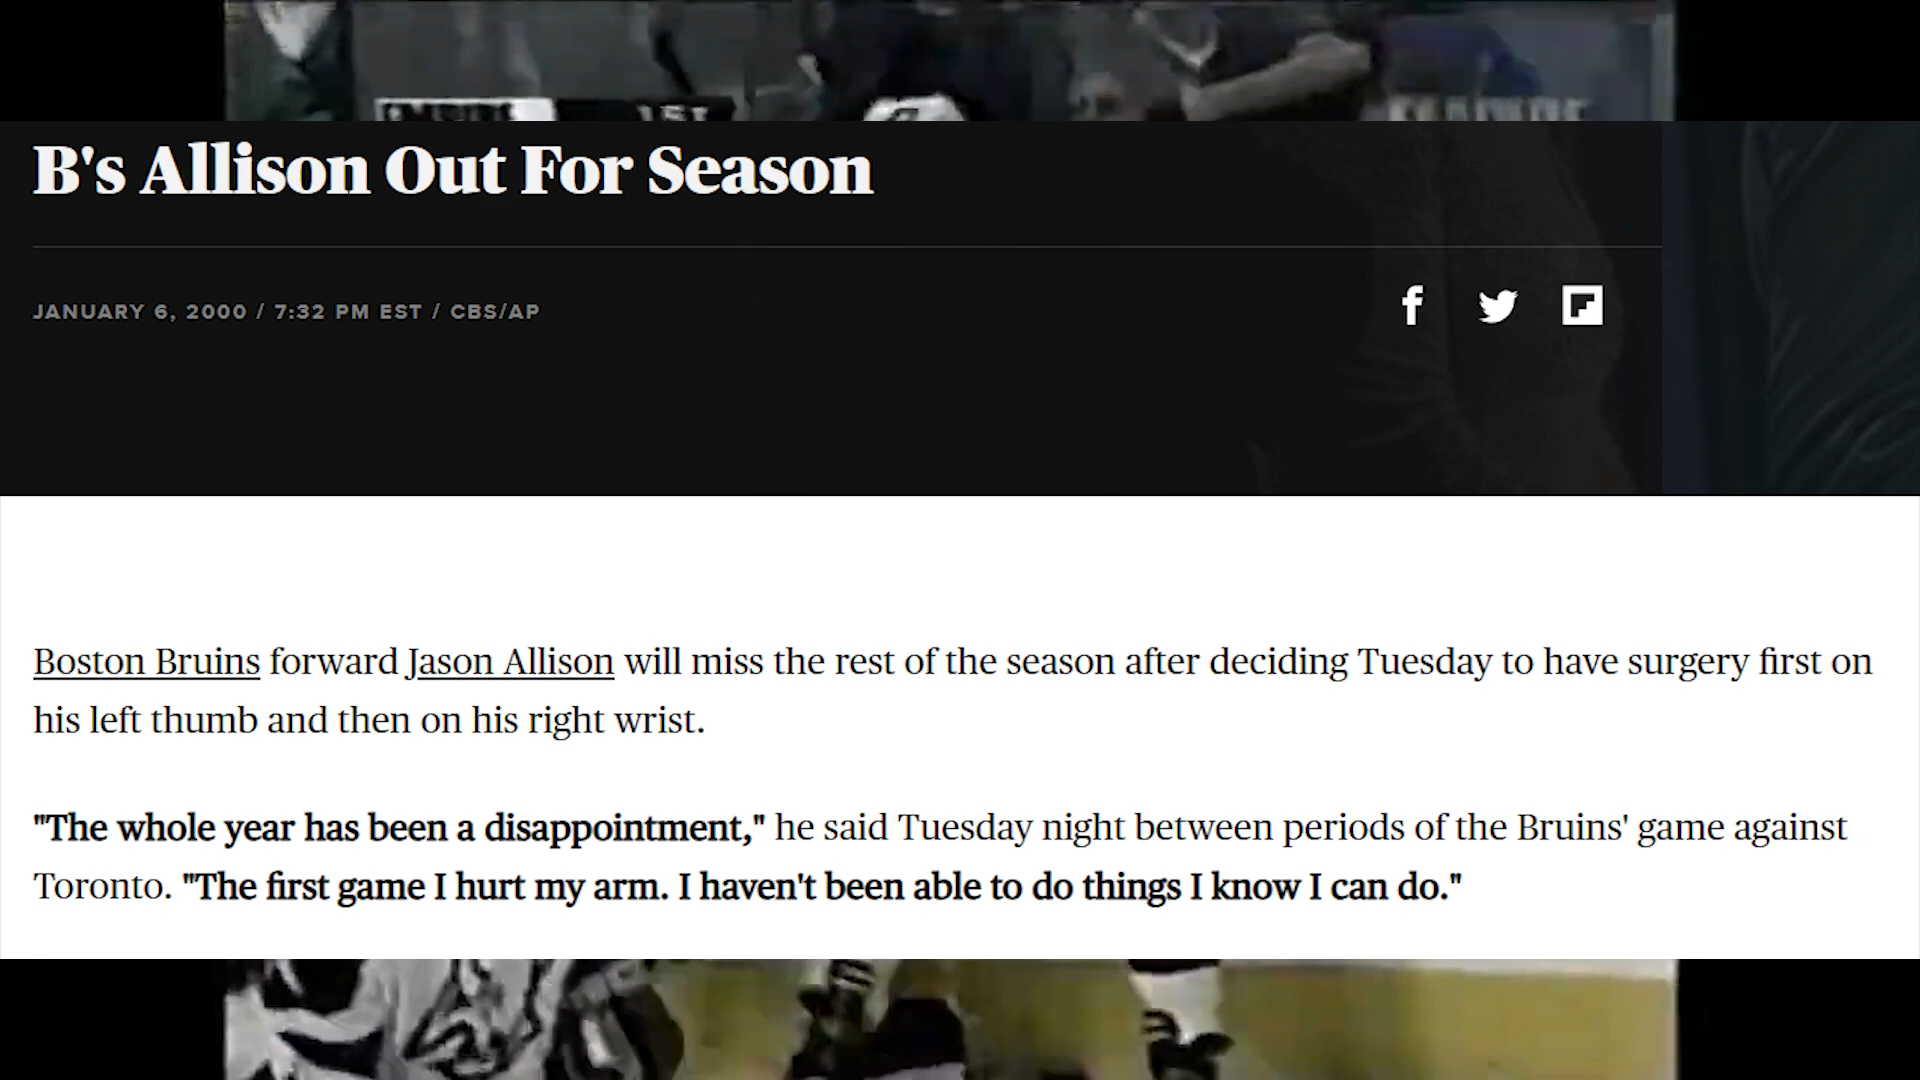 B's Allison Out For Season
JANUARY 6, 2000 / 7:32 PM EST / CBS/AP
Boston Bruins forward Jason Allison will miss the rest of the season after deciding Tuesday to have surgery first on
his left thumb and then on his right wrist.
"The whole year has been a disappointment," he said Tuesday night between periods of the Bruins' game against
Toronto. "The first game I hurt my arm. I haven't been able to do things I know I can do."